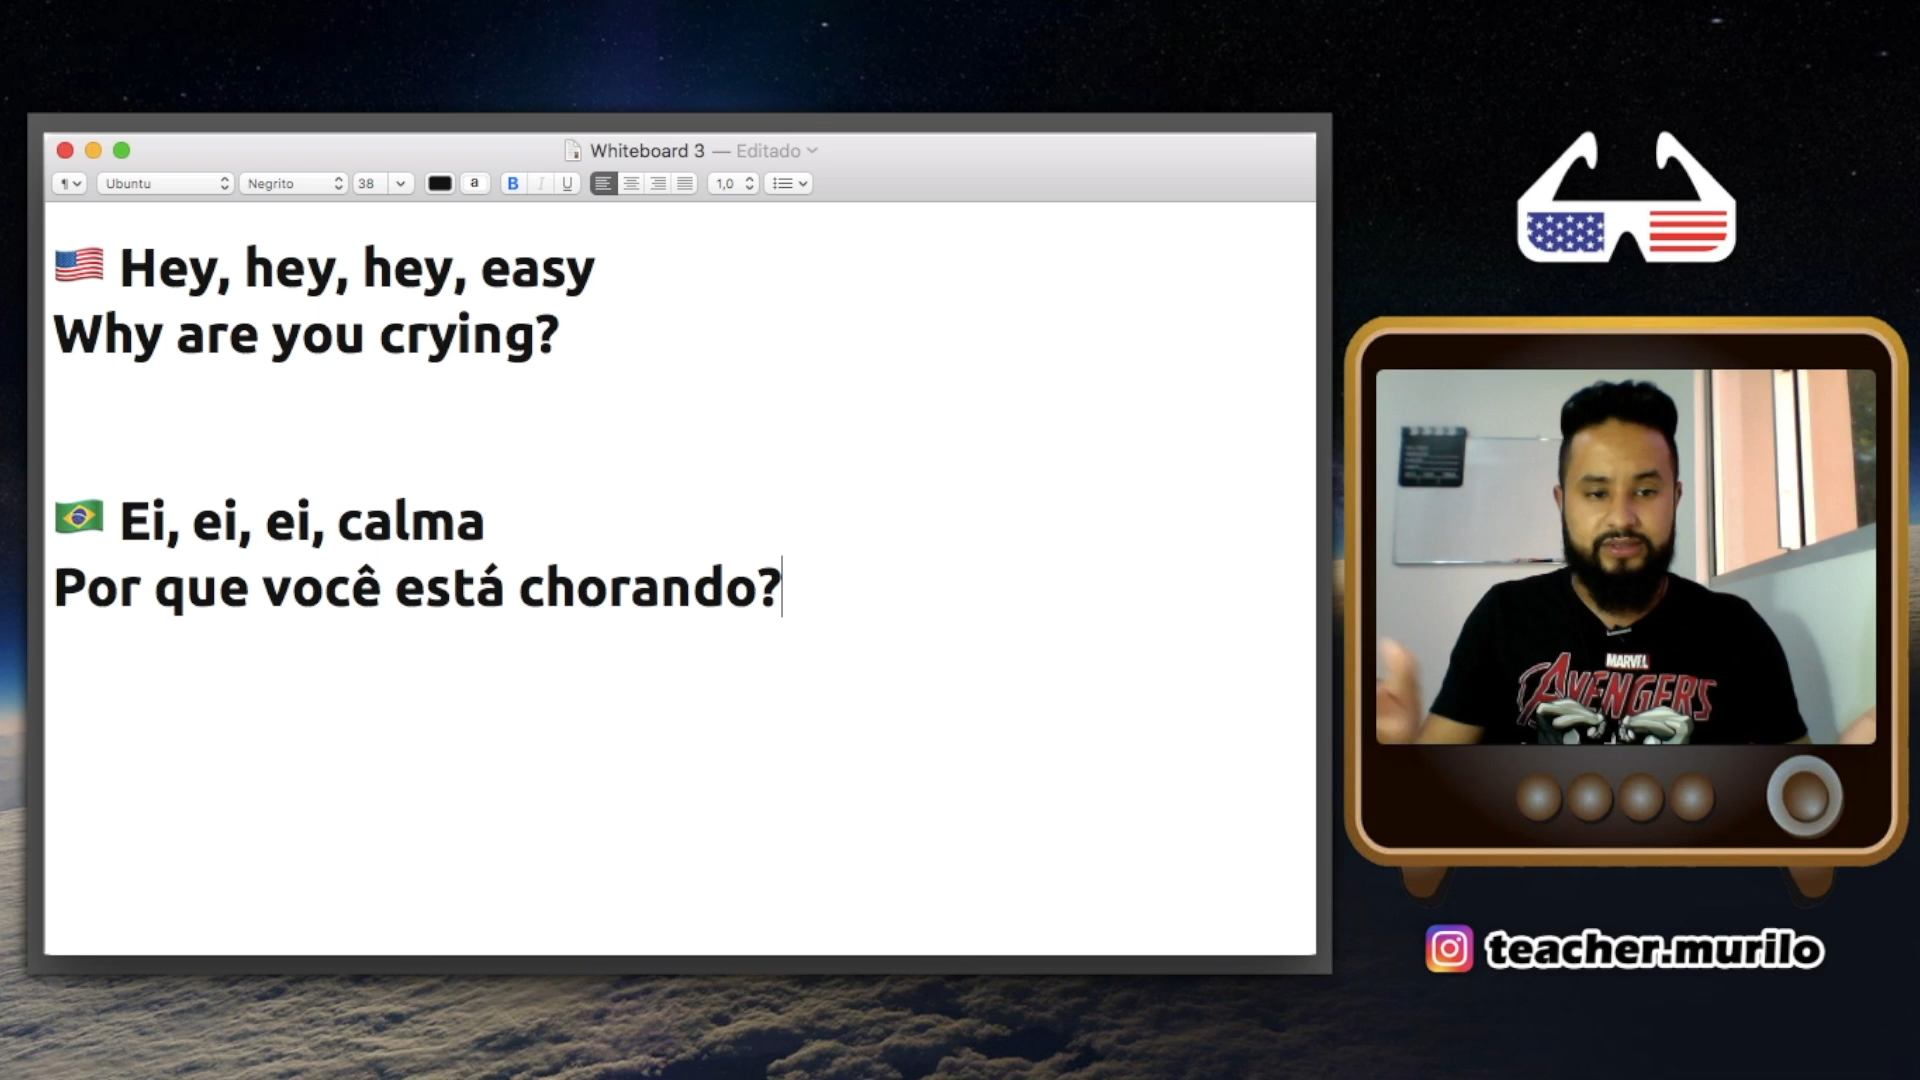 Whiteboard 3 — Editado
Ubuntu
Negrito
38
a
B I U
1,0
Hey, hey, hey, easy
Why are you crying?
Ei, ei, ei, calma
Por que você está chorando?
MARVEL
AVENGERS
teacher.murilo